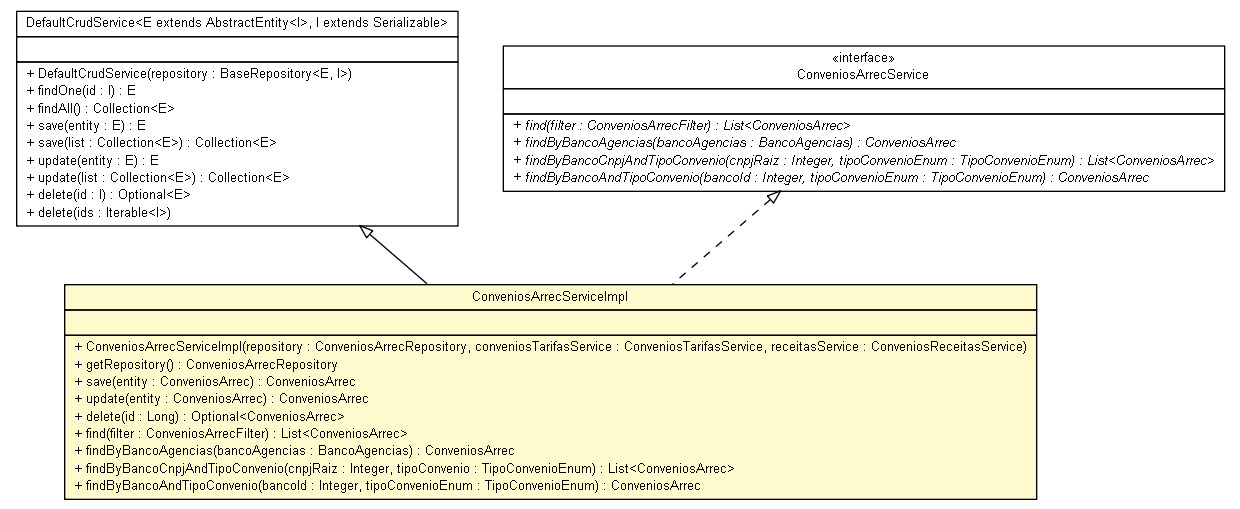 DefaultCrudService<E extends AbstractEntity<I>, I extends Serializable>
+ DefaultCrudService(repository : BaseRepository<E, I>)
+ findOne(id : I) : E
+ findAll() : Collection<E>
+ save(entity : E) : E
+ save(list : Collection<E>) : Collection<E>
+ update(entity : E) : E
+ update(list : Collection<E>) : Collection<E>
+ delete(id : I) : Optional<E>
+ delete(ids : Iterable<I>)
«interface»
ConveniosArrecService
+ find(filter : ConveniosArrecFilter) : List<ConveniosArrec>
+ findByBancoAgencias(bancoAgencias : BancoAgencias) : ConveniosArrec
+ findByBancoCnpjAndTipoConvenio(cnpjRaiz : Integer, tipoConvenioEnum : TipoConvenioEnum) : List<ConveniosArrec>
+ findByBancoAndTipoConvenio(bancoId : Integer, tipoConvenioEnum : TipoConvenioEnum) : ConveniosArrec
ConveniosArrecServiceImpl
+ ConveniosArrecServiceImpl(repository : ConveniosArrecRepository, conveniosTarifasService : ConveniosTarifasService, receitasService : ConveniosReceitasService)
+ getRepository() : ConveniosArrecRepository
+ save(entity : ConveniosArrec) : ConveniosArrec
+ update(entity : ConveniosArrec) : ConveniosArrec
+ delete(id : Long) : Optional<ConveniosArrec>
+ find(filter : ConveniosArrecFilter) : List<ConveniosArrec>
+ findByBancoAgencias(bancoAgencias : BancoAgencias) : ConveniosArrec
+ findByBancoCnpjAndTipoConvenio(cnpjRaiz : Integer, tipoConvenio : TipoConvenioEnum) : List<ConveniosArrec>
+ findByBancoAndTipoConvenio(bancoId : Integer, tipoConvenioEnum : TipoConvenioEnum) : ConveniosArrec